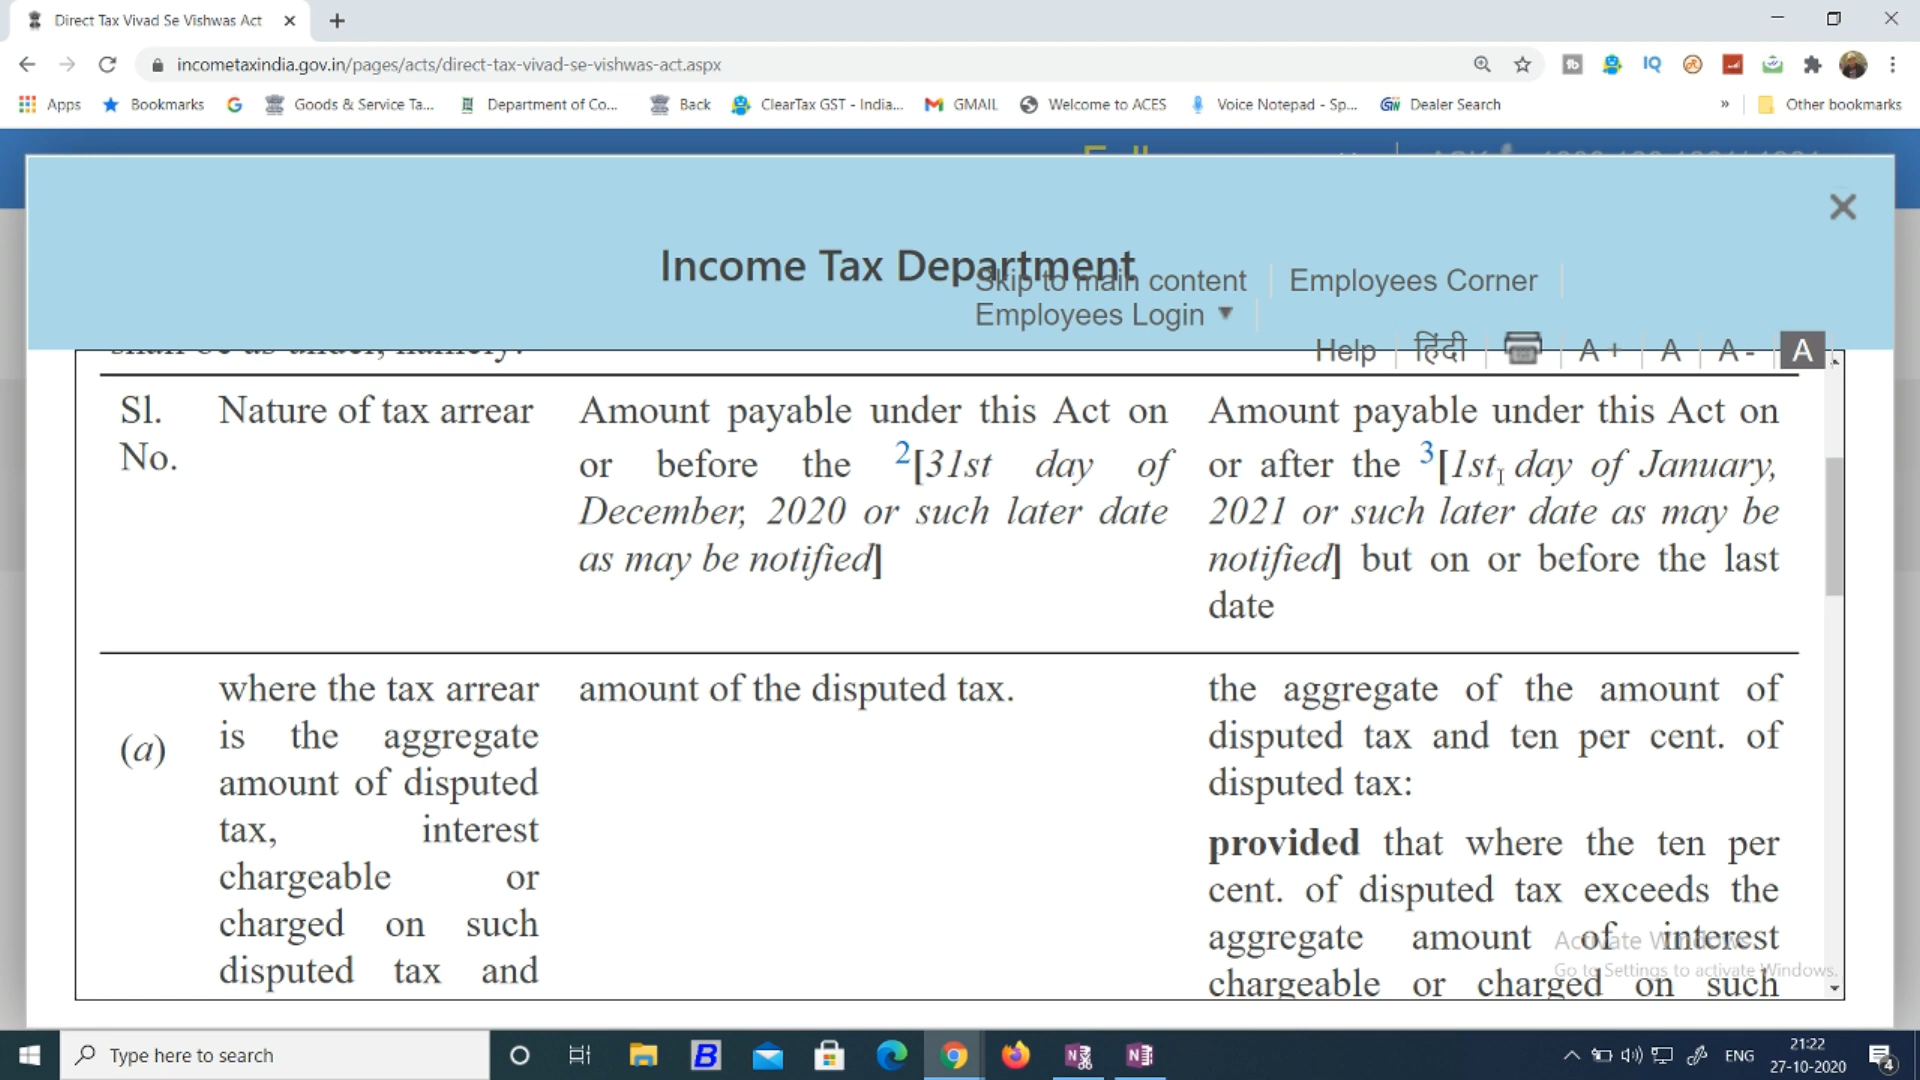 Direct Tax Vivad Se Vishwas Act
incometaxindia.gov.in/pages/acts/direct-tax-vivad-se-vishwas-act.aspx
Apps Bookmarks Goods & Service Ta... Department of Co... Back ClearTax GST - India... GMAIL Welcome to ACES Voice Notepad - Sp... Dealer Search » Other bookmarks
Income Tax Department
Skip to main content Employees Corner
Employees Login
Help हिंदी A + A A - A
shall be as under, namely:
Sl. No.
Nature of tax arrear
Amount payable under this Act on
or before the 2[31st day of
December, 2020 or such later date
as may be notified]
Amount payable under this Act on
or after the 3[1st day of January,
2021 or such later date as may be
notified] but on or before the last
date
(a)
where the tax arrear
is the aggregate
amount of disputed
tax, interest
chargeable or
charged on such
disputed tax and
amount of the disputed tax.
the aggregate of the amount of
disputed tax and ten per cent. of
disputed tax:
provided that where the ten per
cent. of disputed tax exceeds the
aggregate amount of interest
chargeable or charged on such
Activate Windows
Go to Settings to activate Windows.
Type here to search
ENG
21:22
27-10-2020
4